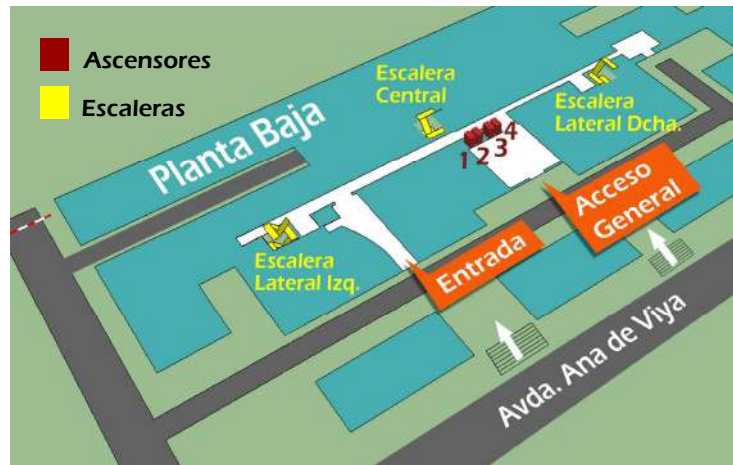 Ascensores
Escaleras
Planta Baja
Escalera
Central
Escalera
Lateral Dcha.
1 2 3 4
Acceso
General
Entrada
Escalera
Lateral Izq.
Avda. Ana de Viya